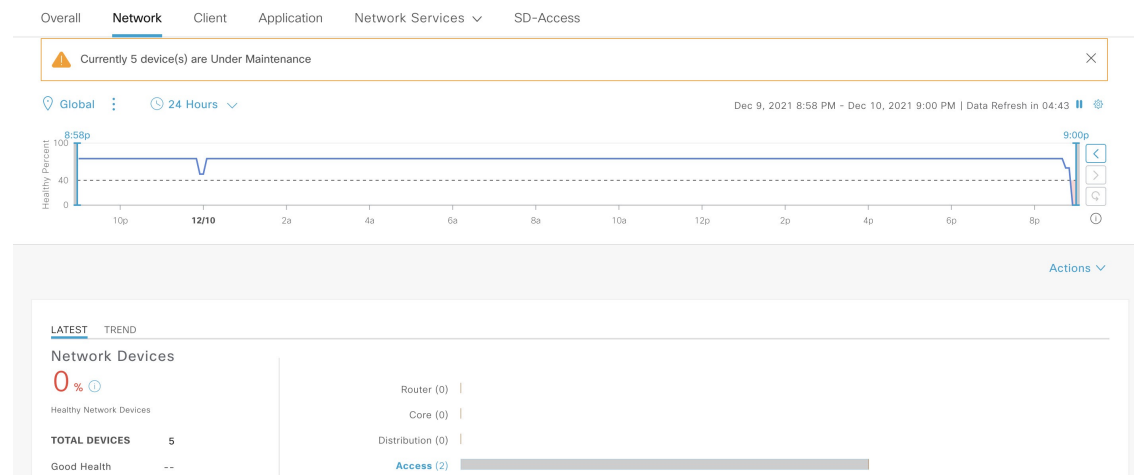 Overall Network Client Application Network Services SD-Access
Currently 5 device(s) are Under Maintenance
Global 24 Hours Dec 9, 2021 8:58 PM - Dec 10, 2021 9:00 PM | Data Refresh in 04:43
8:58p 9:00p
Healthy Percent
100
40
0
10p 12/10 2a 4a 6a 8a 10a 12p 2p 4p 6p 8p
Actions
LATEST TREND
Network Devices
0 %
Healthy Network Devices
TOTAL DEVICES 5
Good Health --
Router (0)
Core (0)
Distribution (0)
Access (2)